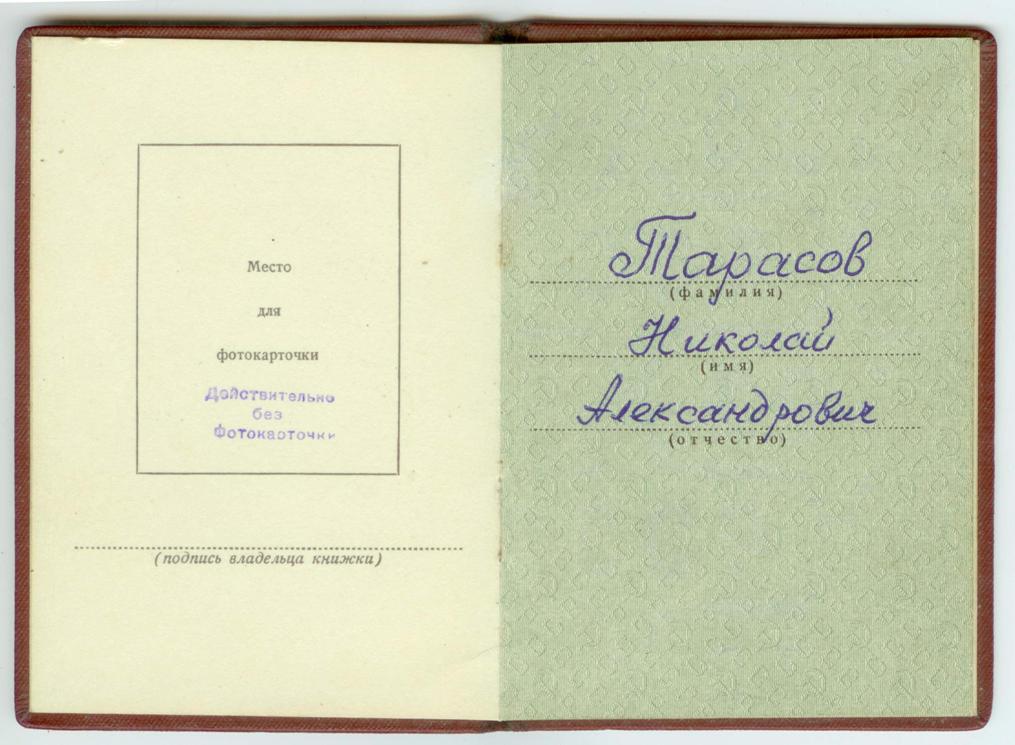 Место
для
фотокарточки
Действительно
без
Фотокарточки
(подпись владельца книжки)
Тарасов
(фамилия)
Николай
(имя)
Александрович
(отчество)